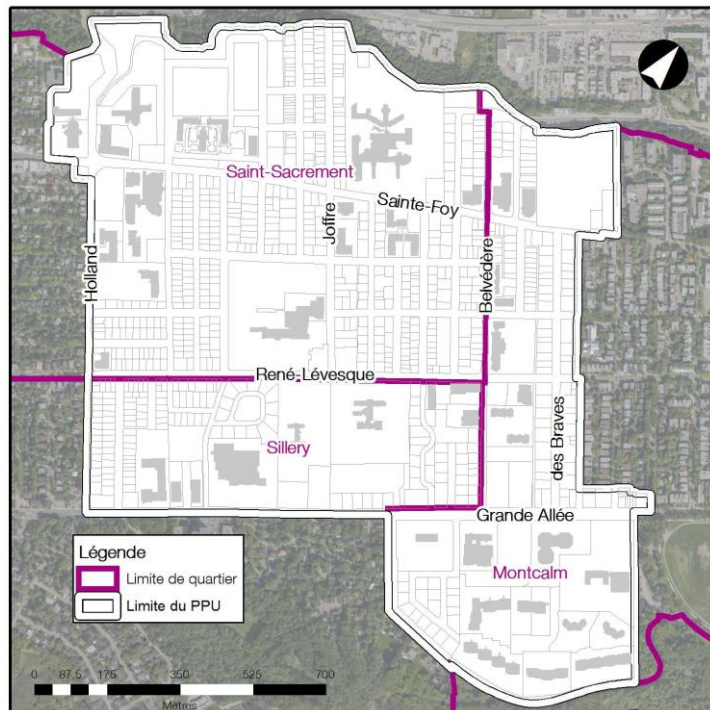 Saint-Sacrement
Sainte-Foy
Joffre
Holland
Belvédère
René-Lévesque
Sillery
des Braves
Grande Allée
Montcalm
Légende
Limite de quartier
Limite du PPU
0 87,5 175 350 525 700
Mètres